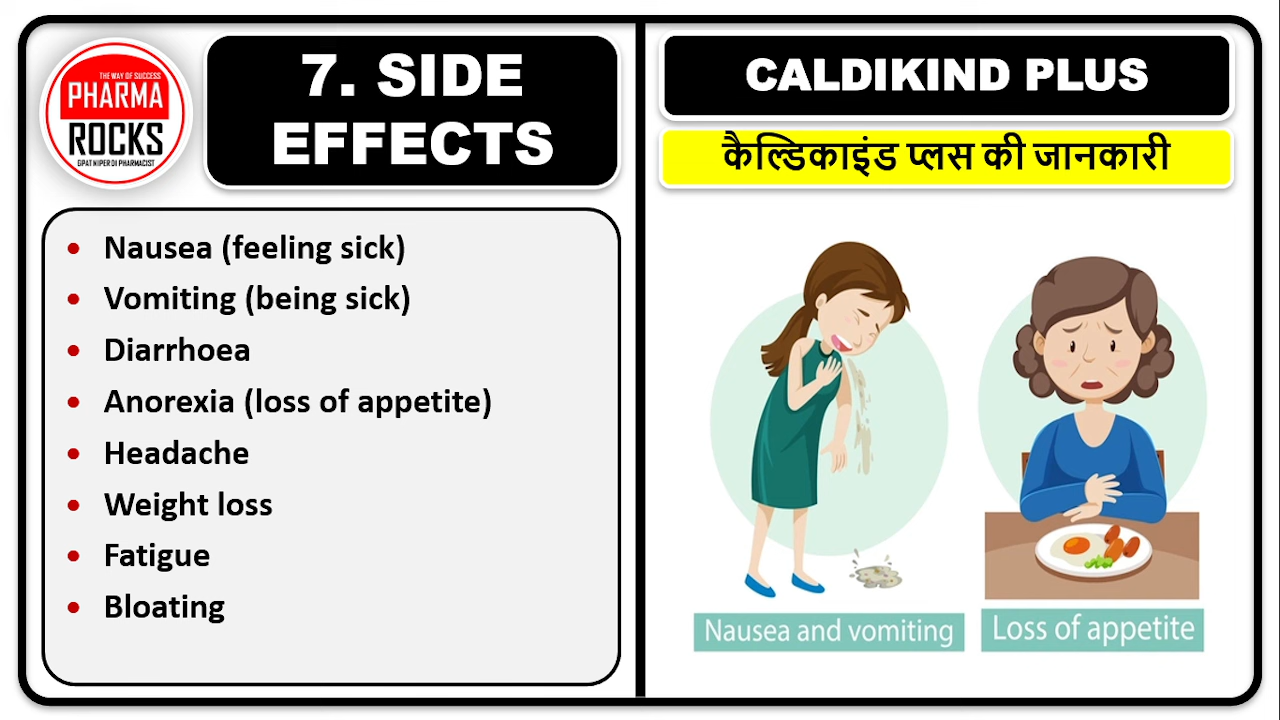 THE WAY OF SUCCESS
PHARMA
ROCKS
GPAT NIPER DI PHARMACIST
7. SIDE
EFFECTS
CALDIKIND PLUS
कैल्डिकाइंड प्लस की जानकारी
• Nausea (feeling sick)
• Vomiting (being sick)
• Diarrhoea
• Anorexia (loss of appetite)
• Headache
• Weight loss
• Fatigue
• Bloating
Nausea and vomiting
Loss of appetite